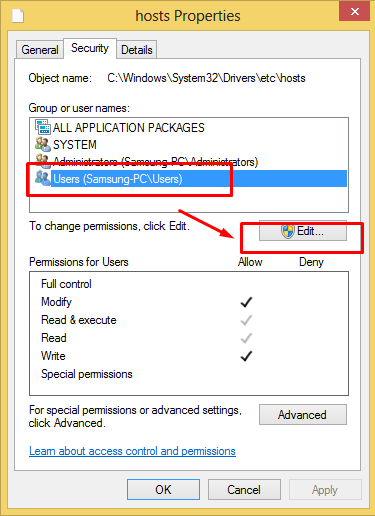 hosts Properties
General Security Details
Object name: C:\Windows\System32\Drivers\etc\hosts
Group or user names:
ALL APPLICATION PACKAGES
SYSTEM
Administrators (Samsung-PC\Administrators)
Users (Samsung-PC\Users)
To change permissions, click Edit.
Edit...
Permissions for Users Allow Deny
Full control
Modify
Read & execute
Read
Write
Special permissions
For special permissions or advanced settings,
click Advanced.
Advanced
Learn about access control and permissions
OK Cancel Apply